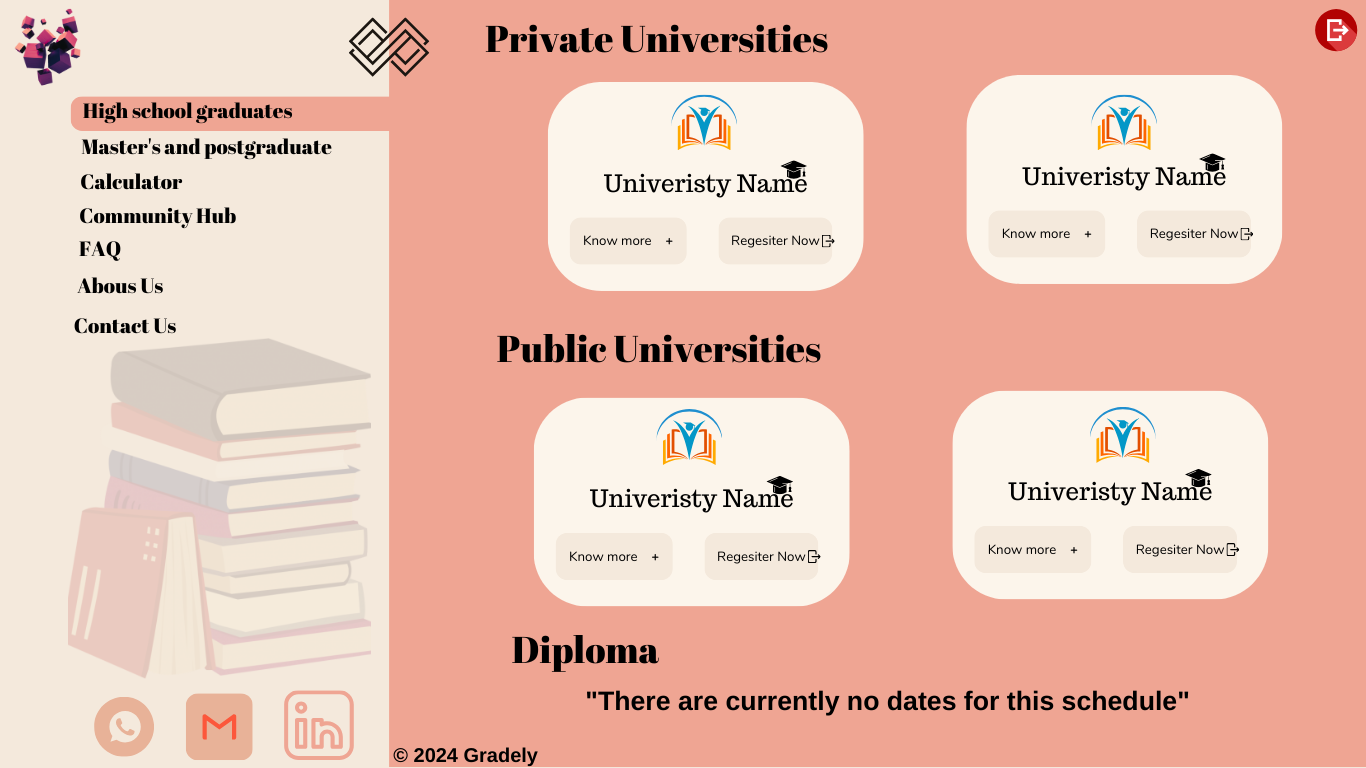 High school graduates
Master's and postgraduate
Calculator
Community Hub
FAQ
Abous Us
Contact Us
Private Universities
Univeristy Name
Know more +
Regesiter Now
Univeristy Name
Know more +
Regesiter Now
Public Universities
Univeristy Name
Know more +
Regesiter Now
Univeristy Name
Know more +
Regesiter Now
Diploma
"There are currently no dates for this schedule"
© 2024 Gradely